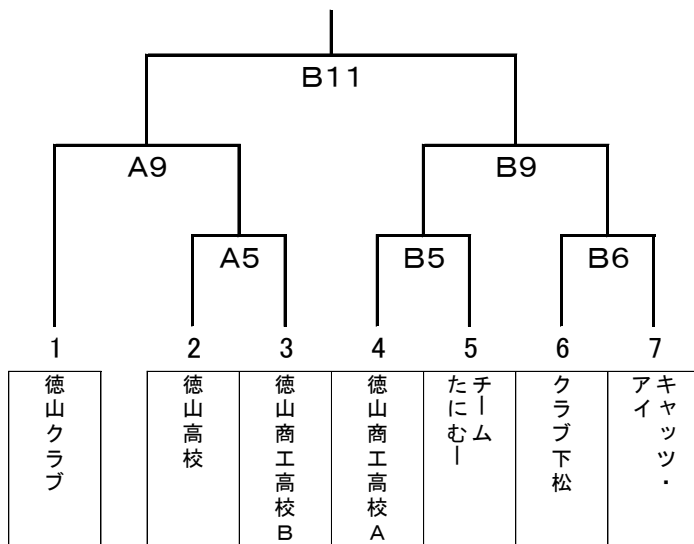 B11
A9
B9
A5
B5
B6
1
2
3
4
5
6
7
徳山クラブ
徳山高校
徳山商工高校B
徳山商工高校A
チーム
たにむー
クラブ下松
キャッツ・
アイ